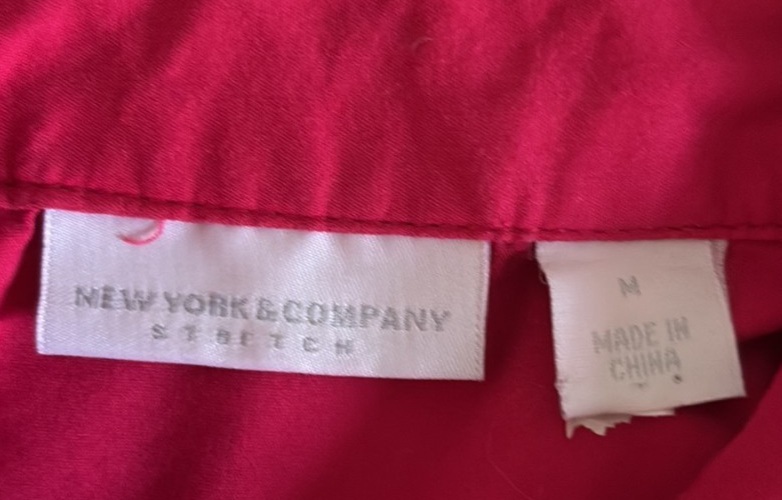 NEW YORK & COMPANY
STRETCH
M
MADE IN
CHINA